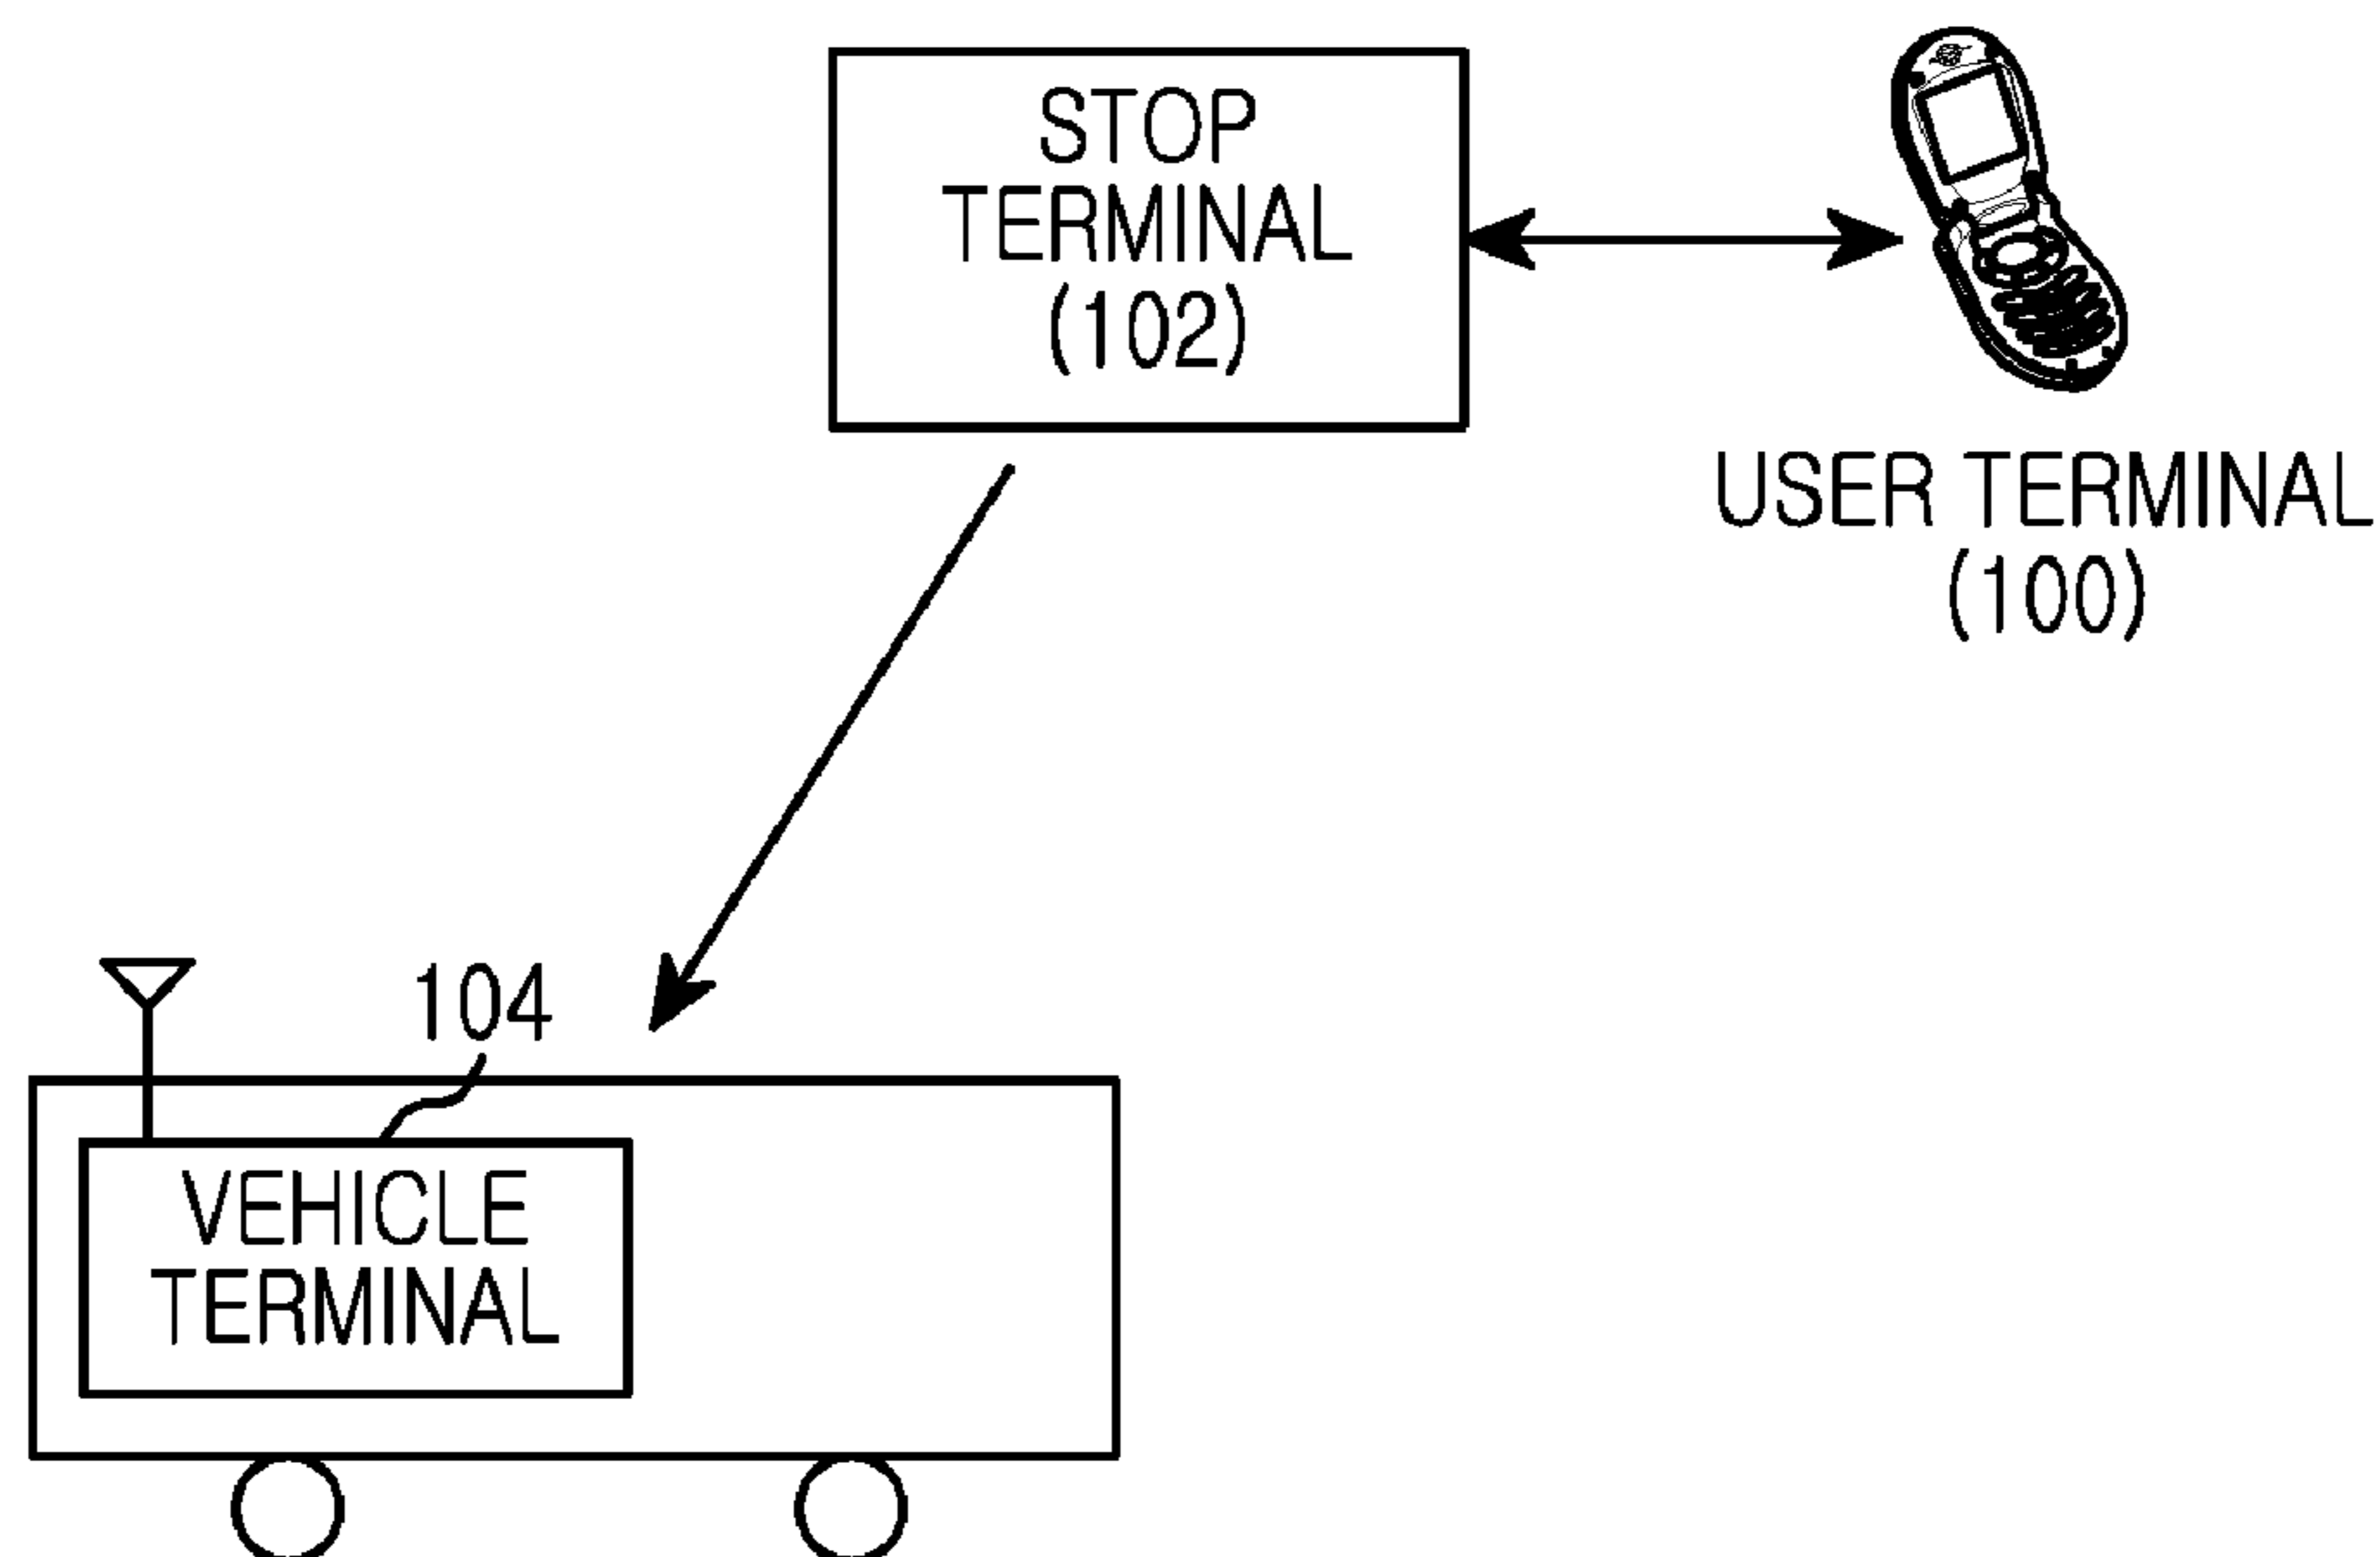 STOP
TERMINAL
(102)
USER TERMINAL
(100)
104
VEHICLE
TERMINAL